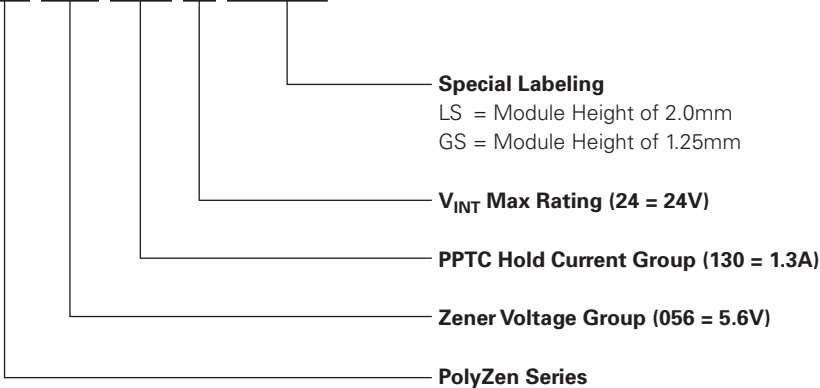 Special Labeling
LS = Module Height of 2.0mm
GS = Module Height of 1.25mm
VINT Max Rating (24 = 24V)
PPTC Hold Current Group (130 = 1.3A)
Zener Voltage Group (056 = 5.6V)
PolyZen Series